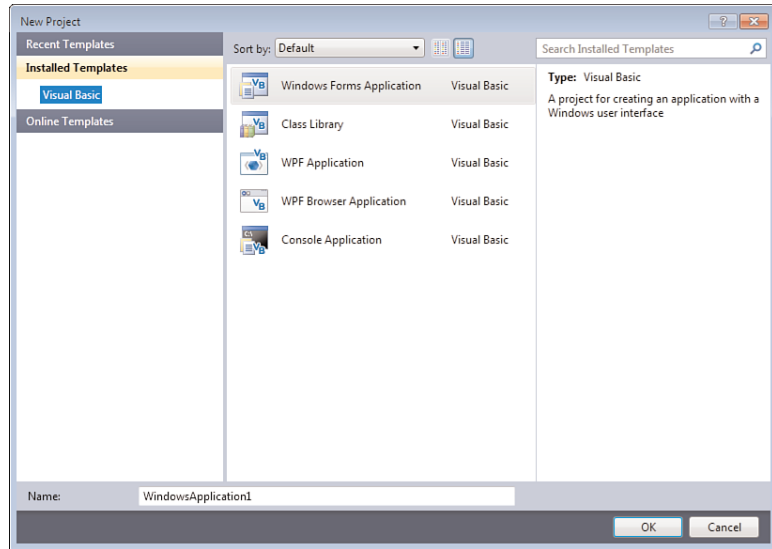 New Project
Recent Templates
Installed Templates
Visual Basic
Online Templates
Sort by: Default
Search Installed Templates
Windows Forms Application Visual Basic
Class Library Visual Basic
WPF Application Visual Basic
WPF Browser Application Visual Basic
Console Application Visual Basic
Type: Visual Basic
A project for creating an application with a
Windows user interface
Name: WindowsApplication1
OK Cancel